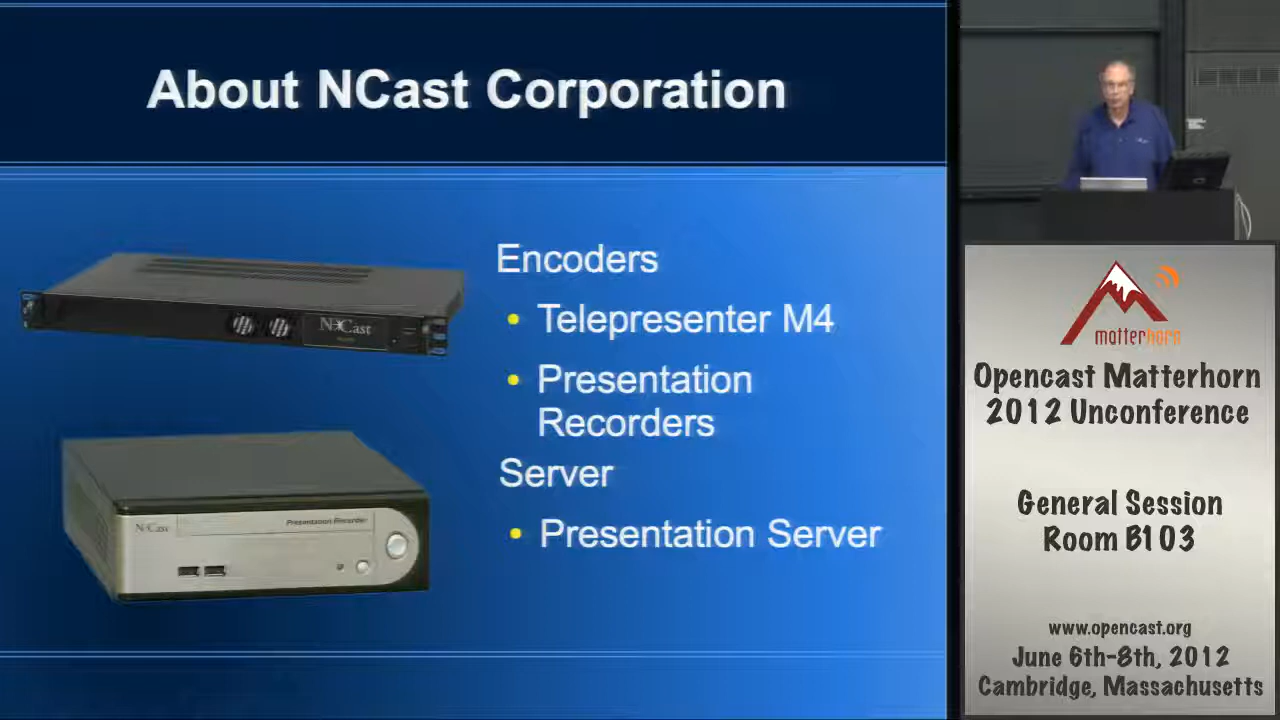 About NCast Corporation
Encoders
• Telepresenter M4
• Presentation
Recorders
Server
• Presentation Server
NCast
NCast
Presentation Recorder
matterhorn
Opencast Matterhorn
2012 Unconference
General Session
Room B103
www.opencast.org
June 6th-8th, 2012
Cambridge, Massachusetts